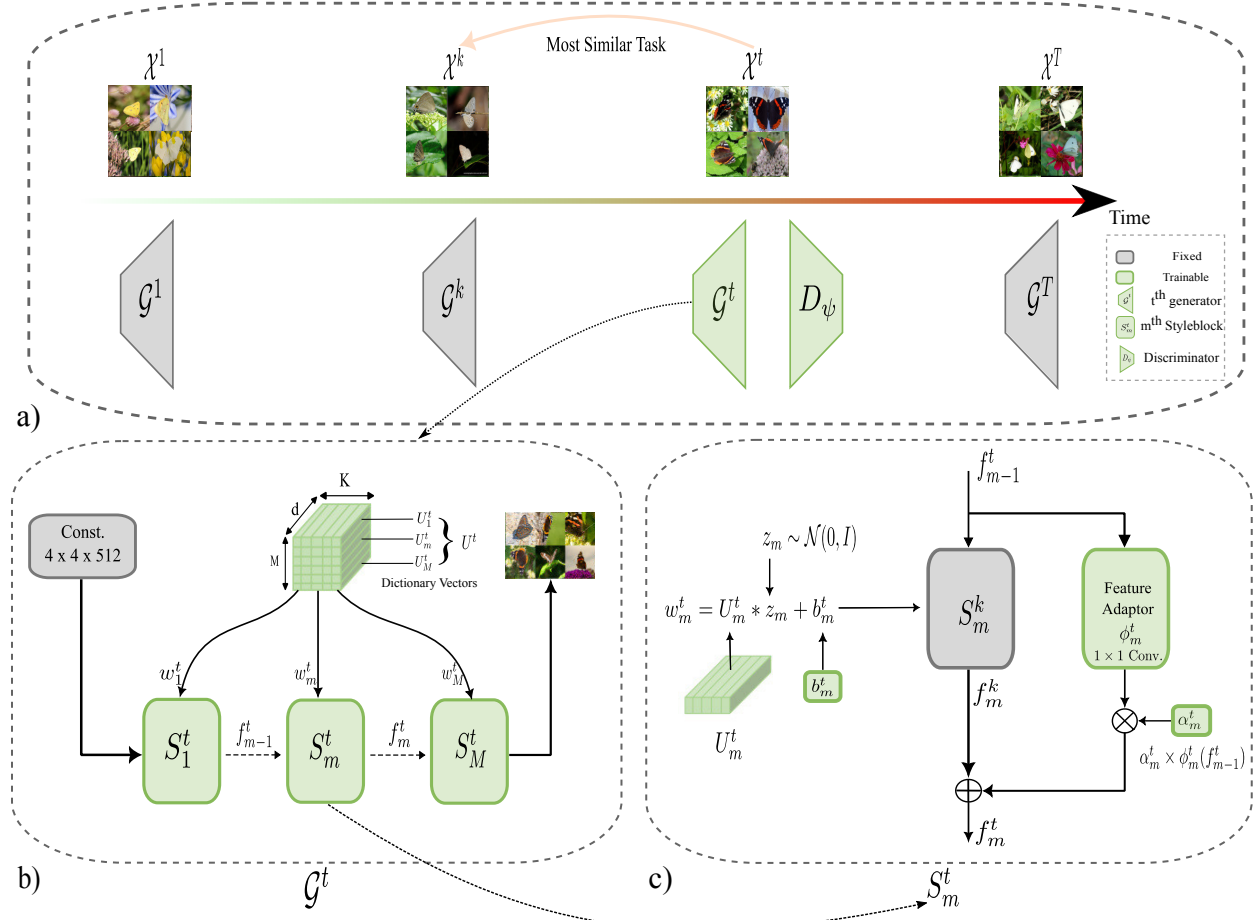 Most Similar Task
𝒳^1
𝒳^k
𝒳^t
𝒳^T
Time
𝒢^1
𝒢^k
𝒢^t
D_ψ
𝒢^T
Fixed
Trainable
𝒢^t t^th generator
S_m^t m^th Styleblock
D_ψ Discriminator
a)
Const.
4 x 4 x 512
K
d
M
U_1^t
U_m^t
U_M^t
} U^t
Dictionary Vectors
w_1^t
w_m^t
w_M^t
S_1^t
f_{m-1}^t
S_m^t
f_m^t
S_M^t
b)
𝒢^t
f_{m-1}^t
z_m ∼ 𝒩(0, I)
w_m^t = U_m^t * z_m + b_m^t
S_m^k
Feature
Adaptor
ϕ_m^t
1 × 1 Conv.
b_m^t
U_m^t
f_m^k
α_m^t
α_m^t × ϕ_m^t(f_{m-1}^t)
f_m^t
c)
S_m^t